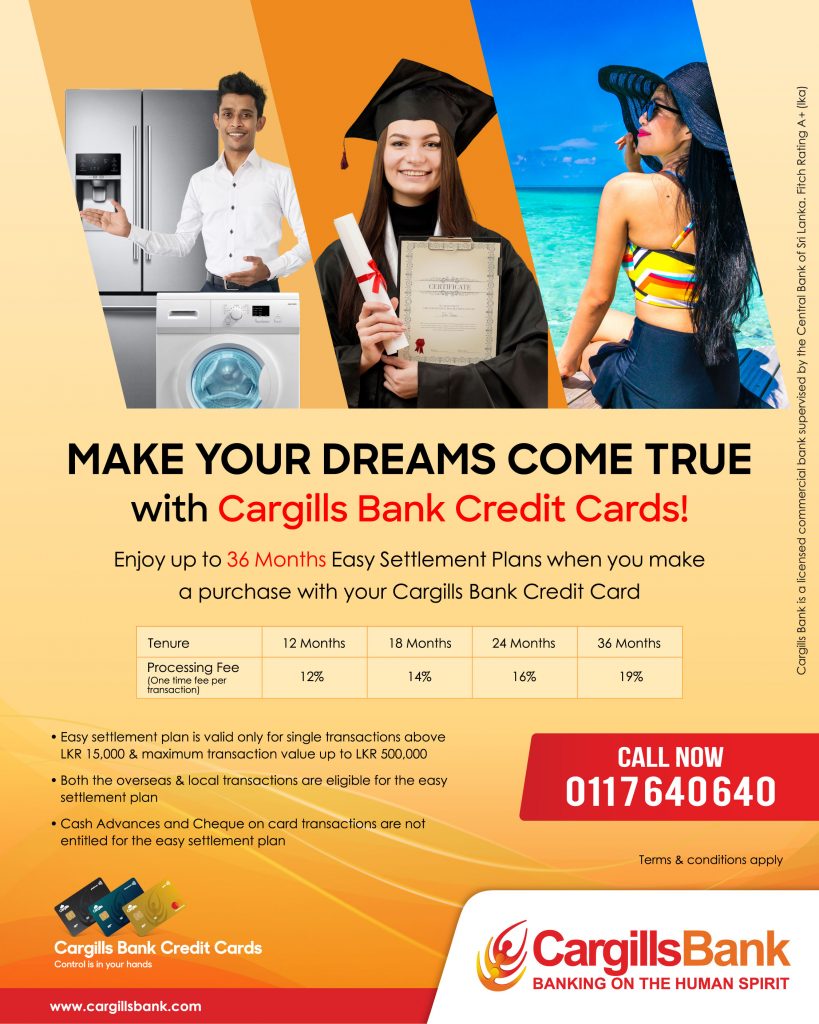 CERTIFICATE
MAKE YOUR DREAMS COME TRUE
with Cargills Bank Credit Cards!
Enjoy up to 36 Months Easy Settlement Plans when you make
a purchase with your Cargills Bank Credit Card
Tenure 12 Months 18 Months 24 Months 36 Months
Processing Fee 12% 14% 16% 19%
(One time fee per
transaction)
• Easy settlement plan is valid only for single transactions above
LKR 15,000 & maximum transaction value up to LKR 500,000
• Both the overseas & local transactions are eligible for the easy
settlement plan
• Cash Advances and Cheque on card transactions are not
entitled for the easy settlement plan
CALL NOW
0117 640 640
Terms & conditions apply
Cargills Bank Credit Cards
Control is in your hands
CargillsBank
BANKING ON THE HUMAN SPIRIT
www.cargillsbank.com
Cargills Bank is a licensed commercial bank supervised by the Central Bank of Sri Lanka. Fitch Rating A+ (lka)